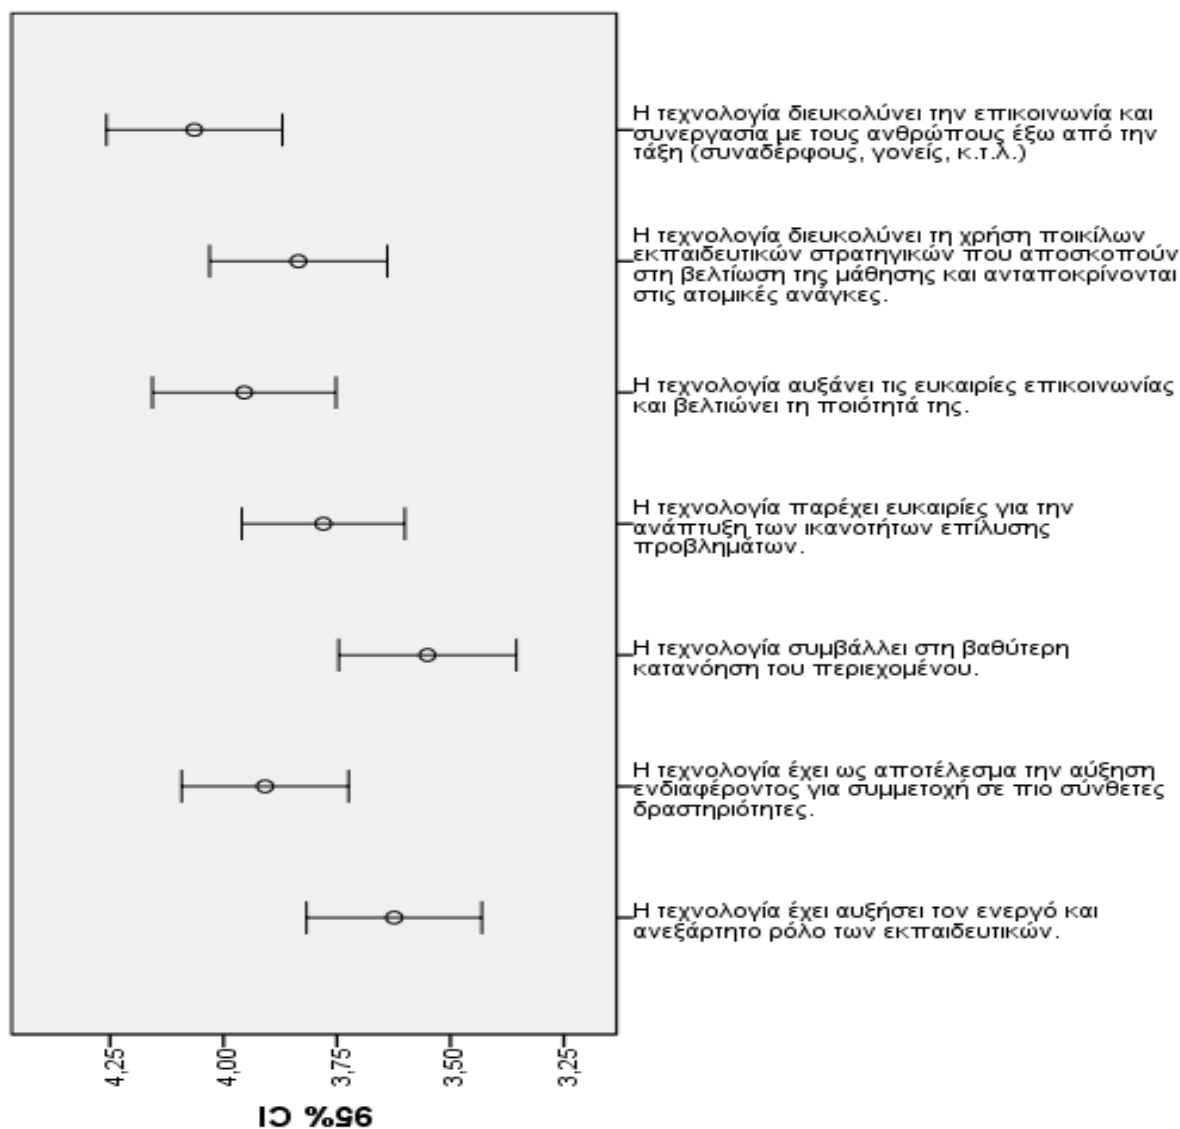 Η τεχνολογία διευκολύνει την επικοινωνία και
συνεργασία με τους ανθρώπους έξω από την
τάξη (συναδέρφους, γονείς, κ.τ.λ.)
Η τεχνολογία διευκολύνει τη χρήση ποικίλων
εκπαιδευτικών στρατηγικών που αποσκοπούν
στη βελτίωση της μάθησης και ανταποκρίνονται
στις ατομικές ανάγκες.
Η τεχνολογία αυξάνει τις ευκαιρίες επικοινωνίας
και βελτιώνει τη ποιότητά της.
Η τεχνολογία παρέχει ευκαιρίες για την
ανάπτυξη των ικανοτήτων επίλυσης
προβλημάτων.
Η τεχνολογία συμβάλλει στη βαθύτερη
κατανόηση του περιεχομένου.
Η τεχνολογία έχει ως αποτέλεσμα την αύξηση
ενδιαφέροντος για συμμετοχή σε πιο σύνθετες
δραστηριότητες.
Η τεχνολογία έχει αυξήσει τον ενεργό και
ανεξάρτητο ρόλο των εκπαιδευτικών.
4,25
4,00
3,75
3,50
3,25
95% CI